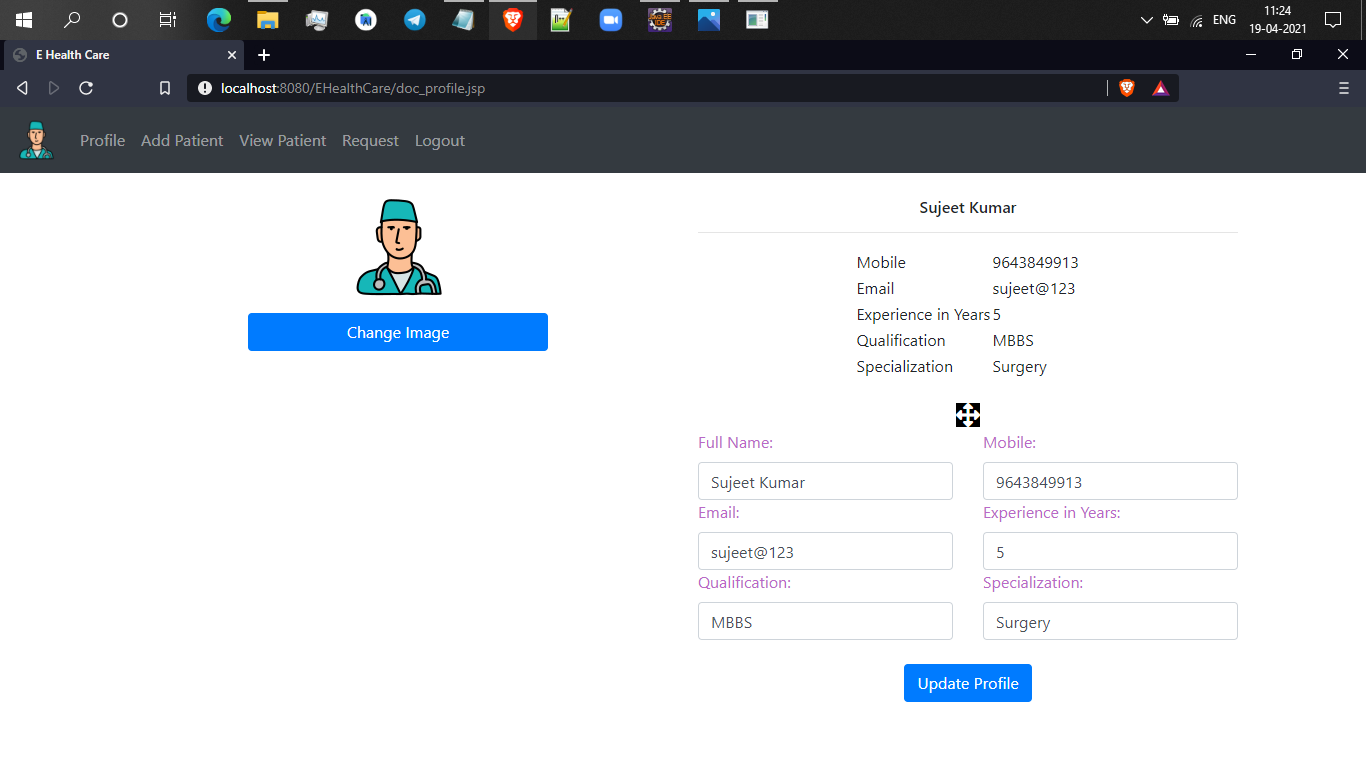 ENG
11:24
19-04-2021
E Health Care
localhost:8080/EHealthCare/doc_profile.jsp
Profile Add Patient View Patient Request Logout
Change Image
Sujeet Kumar
Mobile 9643849913
Email sujeet@123
Experience in Years 5
Qualification MBBS
Specialization Surgery
Full Name: Mobile:
Sujeet Kumar 9643849913
Email: Experience in Years:
sujeet@123 5
Qualification: Specialization:
MBBS Surgery
Update Profile